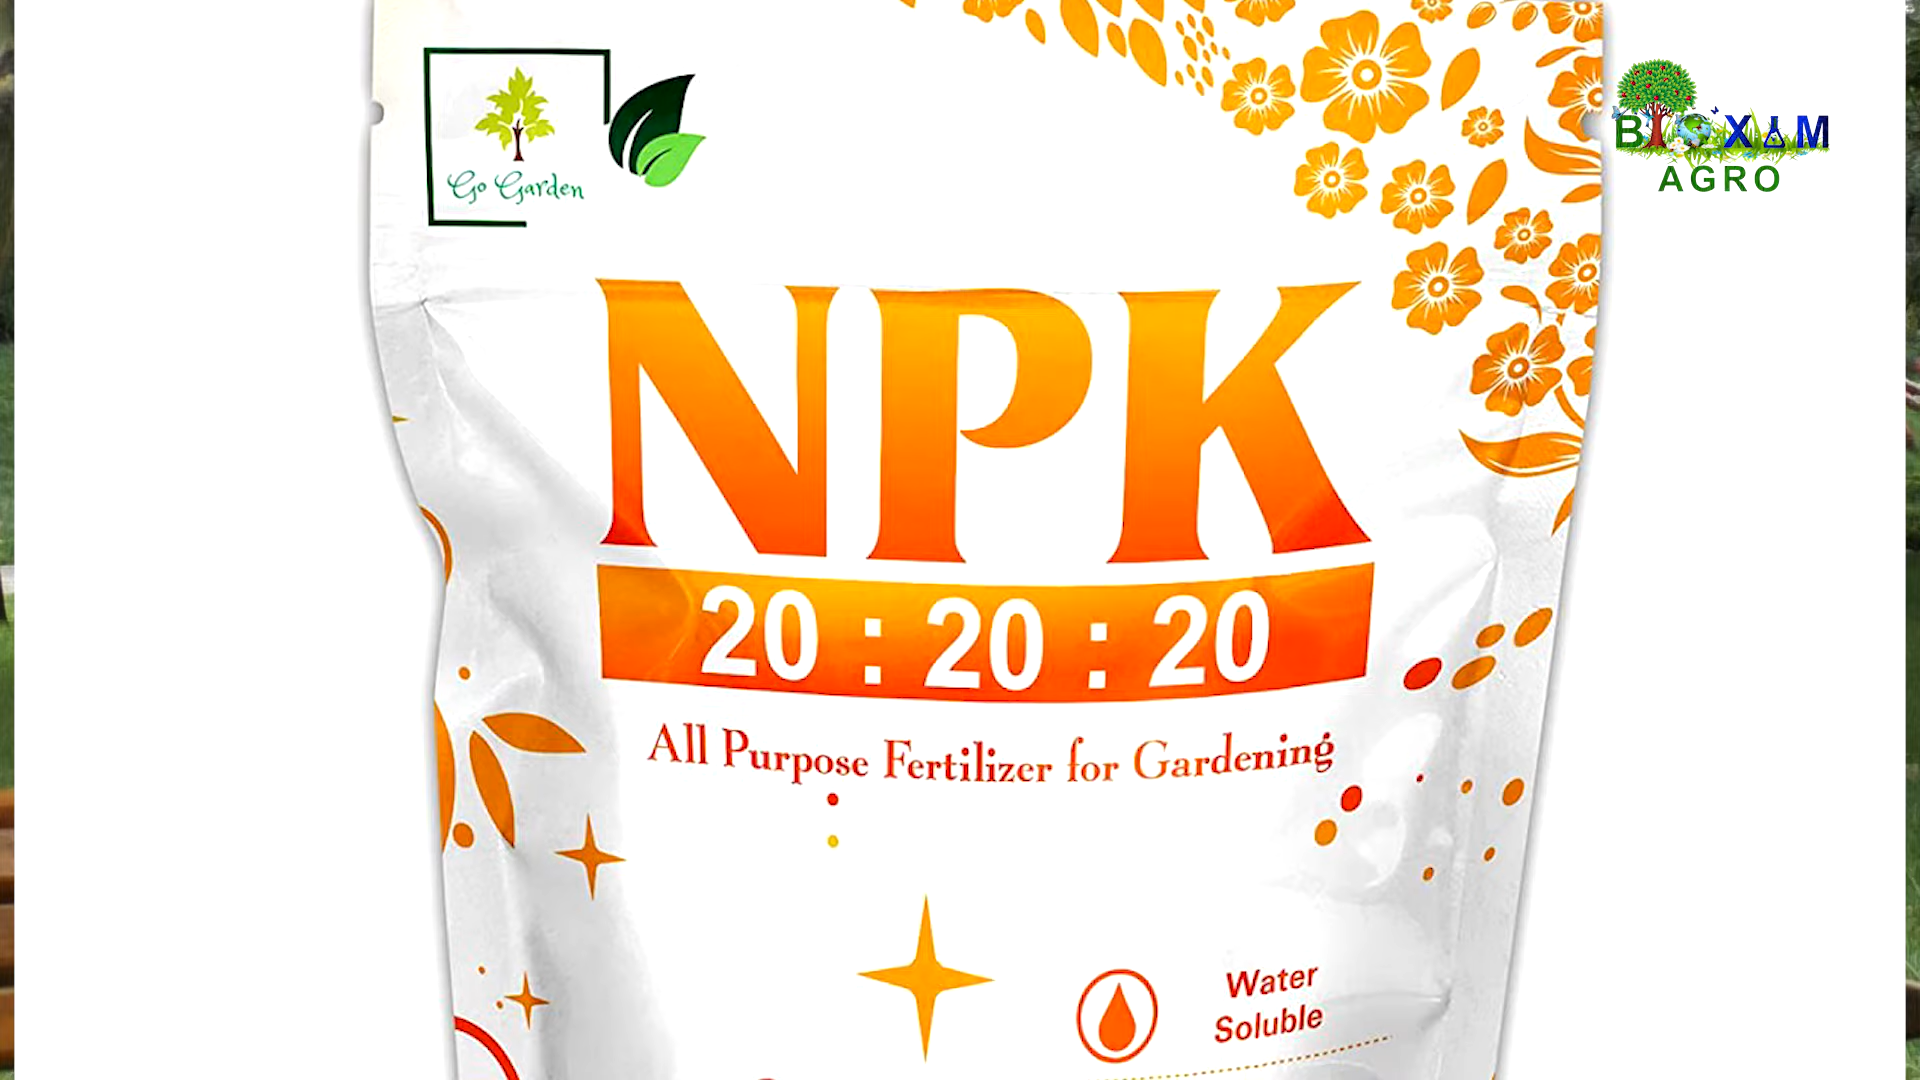 Go Garden
BIOXIM
AGRO
NPK
20 : 20 : 20
All Purpose Fertilizer for Gardening
Water
Soluble